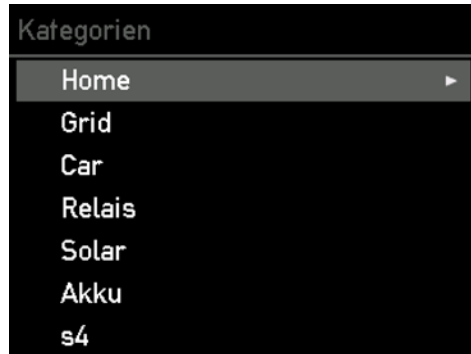 Kategorien
Home
Grid
Car
Relais
Solar
Akku
s4